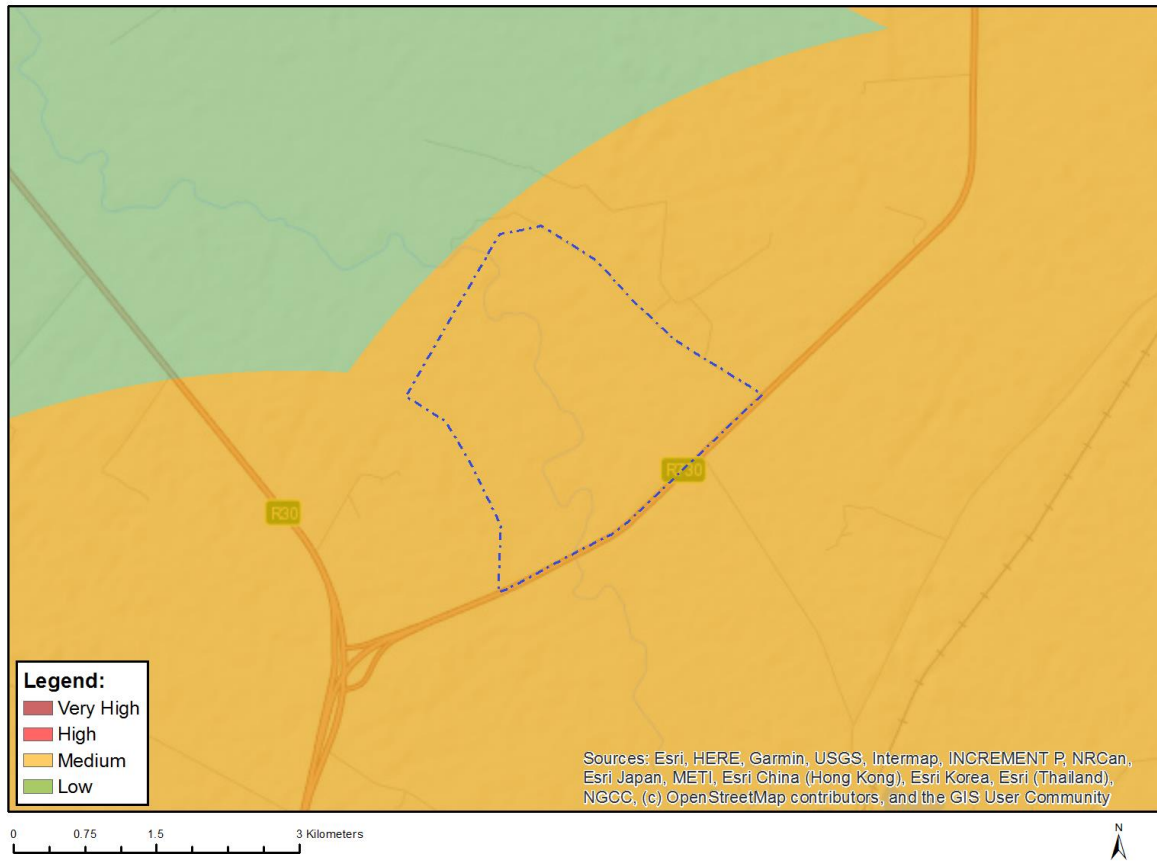 R30
Legend:
Very High
High
Medium
Low
Sources: Esri, HERE, Garmin, USGS, Intermap, INCREMENT P, NRCan,
Esri Japan, METI, Esri China (Hong Kong), Esri Korea, Esri (Thailand),
NGCC, (c) OpenStreetMap contributors, and the GIS User Community
0 0.75 1.5 3 Kilometers
N